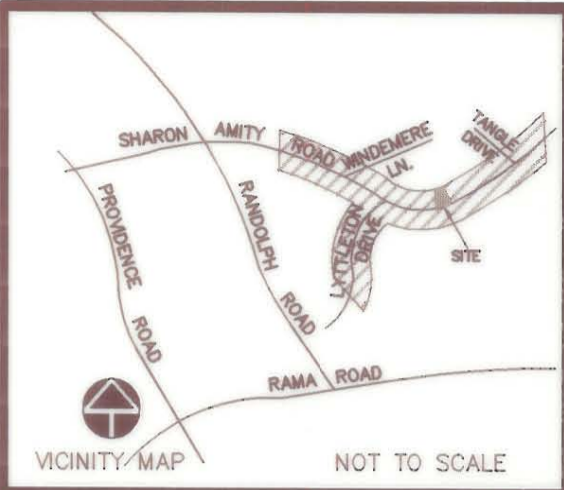 SHARON AMITY ROAD
WINDEMERE LN.
TANGLE DRIVE
PROVIDENCE ROAD
RANDOLPH ROAD
LYTTLETON DRIVE
SITE
RAMA ROAD
VICINITY MAP
NOT TO SCALE